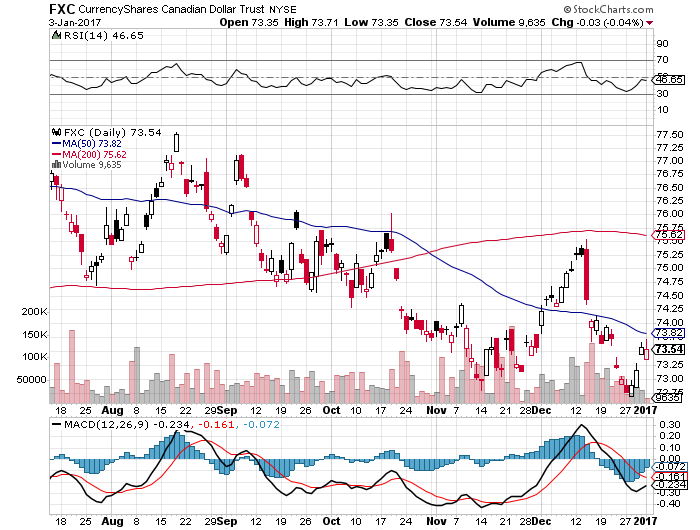 FXC CurrencyShares Canadian Dollar Trust NYSE © StockCharts.com
3-Jan-2017 Open 73.35 High 73.71 Low 73.35 Close 73.54 Volume 9,635 Chg -0.03 (-0.04%)
RSI(14) 46.65
90
70
50
46.65
30
10
FXC (Daily) 73.54
MA(50) 73.82
MA(200) 75.62
Volume 9,635
77.50
77.25
77.00
76.75
76.50
76.25
76.00
75.75
75.62
75.50
75.25
75.00
74.75
74.50
74.25
74.00
73.82
73.54
73.25
73.00
72.75
9635
200K
150K
100K
50000
18 25 Aug 8 15 22 29 Sep 12 19 26 Oct 10 17 24 Nov 7 14 21 28 Dec 12 19 27 2017
MACD(12,26,9) -0.234, -0.161, -0.072
0.30
0.20
0.10
0.00
-0.072
-0.161
-0.234
-0.30
-0.40
18 25 Aug 8 15 22 29 Sep 12 19 26 Oct 10 17 24 Nov 7 14 21 28 Dec 12 19 27 2017